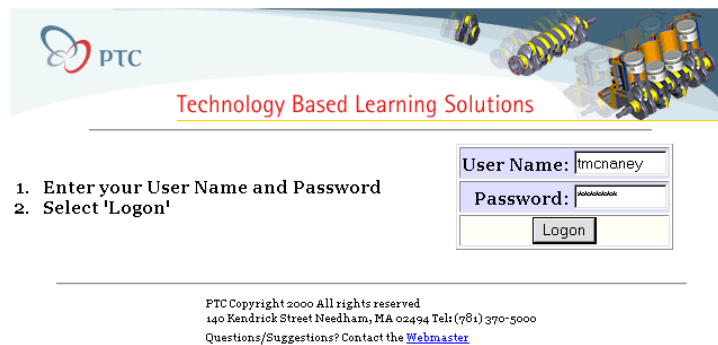 PTC
Technology Based Learning Solutions
User Name: tmcnaney
1. Enter your User Name and Password
Password: ********
2. Select 'Logon'
Logon
PTC Copyright 2000 All rights reserved
140 Kendrick Street Needham, MA 02494 Tel: (781) 370-5000
Questions/Suggestions? Contact the Webmaster